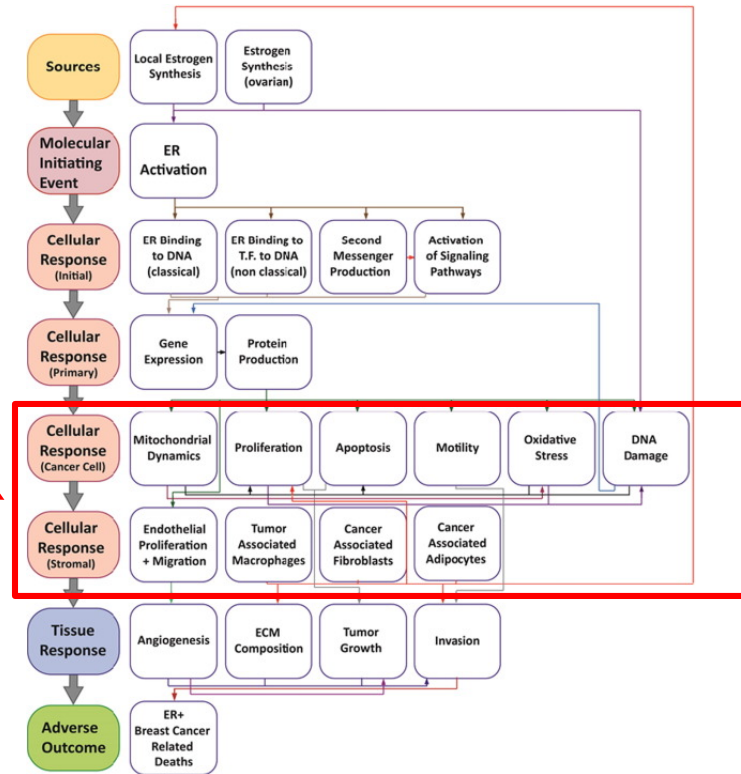 Sources
Local Estrogen
Synthesis
Estrogen
Synthesis
(ovarian)
Molecular
Initiating
Event
ER
Activation
Cellular
Response
(Initial)
ER Binding
to DNA
(classical)
ER Binding to
T.F. to DNA
(non classical)
Second
Messenger
Production
Activation
of Signaling
Pathways
Cellular
Response
(Primary)
Gene
Expression
Protein
Production
Cellular
Response
(Cancer Cell)
Mitochondrial
Dynamics
Proliferation
Apoptosis
Motility
Oxidative
Stress
DNA
Damage
Cellular
Response
(Stromal)
Endothelial
Proliferation
+ Migration
Tumor
Associated
Macrophages
Cancer
Associated
Fibroblasts
Cancer
Associated
Adipocytes
Tissue
Response
Angiogenesis
ECM
Composition
Tumor
Growth
Invasion
Adverse
Outcome
ER+
Breast Cancer
Related
Deaths